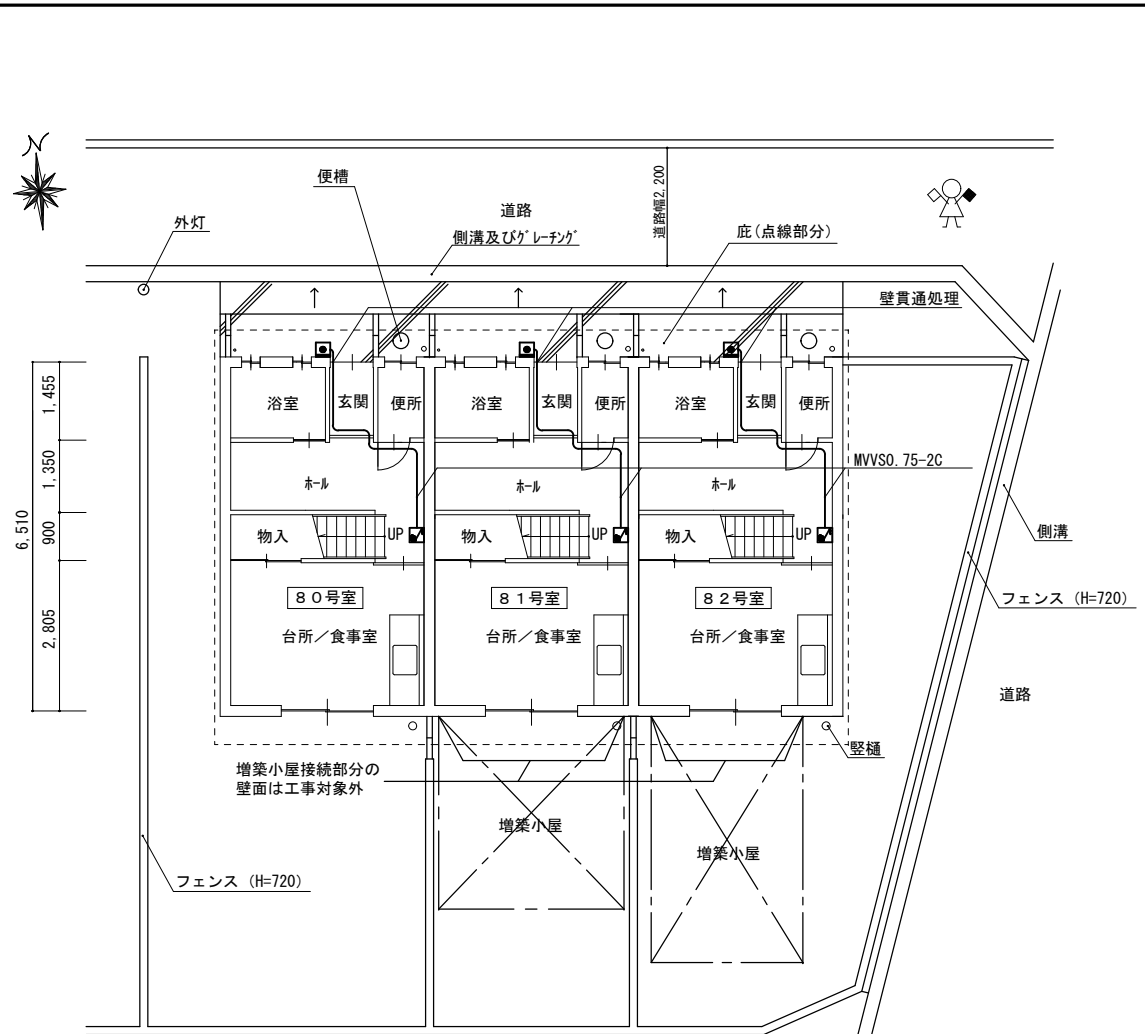 N
便槽
外灯
道路
側溝及びグレーチング
道路幅2,200
庇(点線部分)
壁貫通処理
浴室
玄関
便所
浴室
玄関
便所
浴室
玄関
便所
1,455
1,350
900
2,805
6,510
ホール
ホール
ホール
MVVS0.75-2C
物入
UP
物入
UP
物入
UP
側溝
80号室
81号室
82号室
フェンス (H=720)
台所/食事室
台所/食事室
台所/食事室
道路
竪樋
増築小屋接続部分の
壁面は工事対象外
増築小屋
増築小屋
フェンス (H=720)